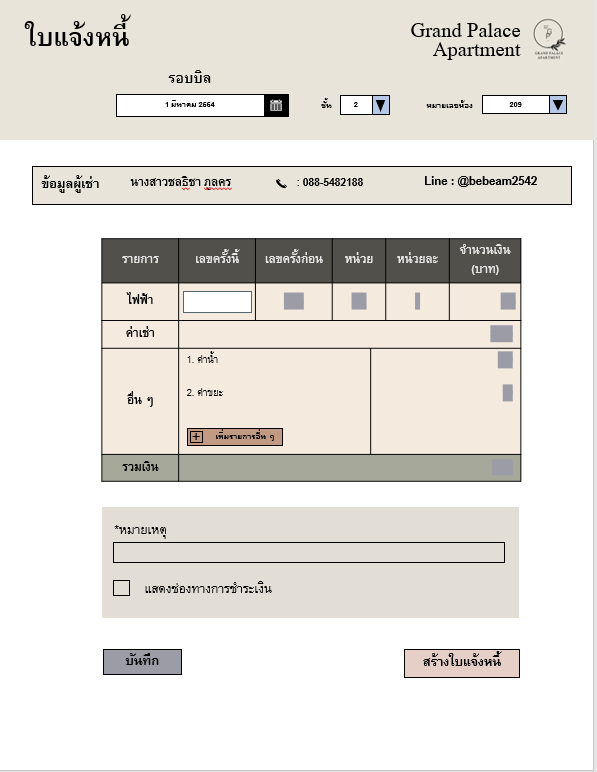 ใบแจ้งหนี้
Grand Palace
Apartment
GRAND PALACE
APARTMENT
รอบบิล
1 มีนาคม 2564
ชั้น 2
หมายเลขห้อง 209
ข้อมูลผู้เช่า นางสาวชลธิชา ภูลคร : 088-5482188 Line : @bebeam2542
รายการ เลขครั้งนี้ เลขครั้งก่อน หน่วย หน่วยละ จำนวนเงิน
(บาท)
ไฟฟ้า
ค่าเช่า
อื่น ๆ
1. ค่าน้ำ
2. ค่าขยะ
เพิ่มรายการอื่น ๆ
รวมเงิน
*หมายเหตุ
แสดงช่องทางการชำระเงิน
บันทึก
สร้างใบแจ้งหนี้